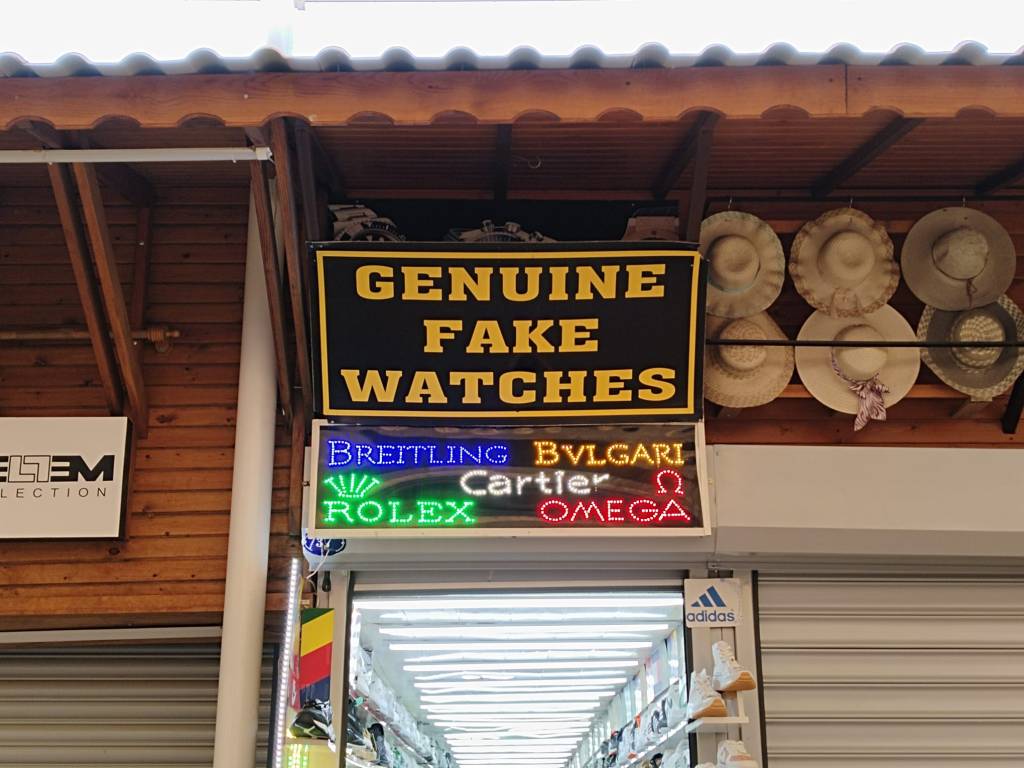 GENUINE
FAKE
WATCHES
BREITLING BVLGARI
Cartier
ROLEX OMEGA
adidas